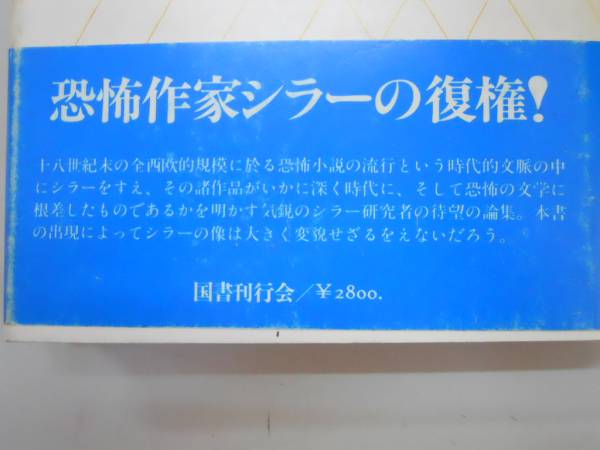 恐怖作家シラーの復権!
十八世紀末の全西欧的規模に於る恐怖小説の流行という時代的文脈の中
にシラーをすえ、その諸作品がいかに深く時代に、そして恐怖の文学に
根差したものであるかを明かす気鋭のシラー研究者の待望の論集。本書
の出現によってシラーの像は大きく変貌せざるをえないだろう。
国書刊行会/¥2800.